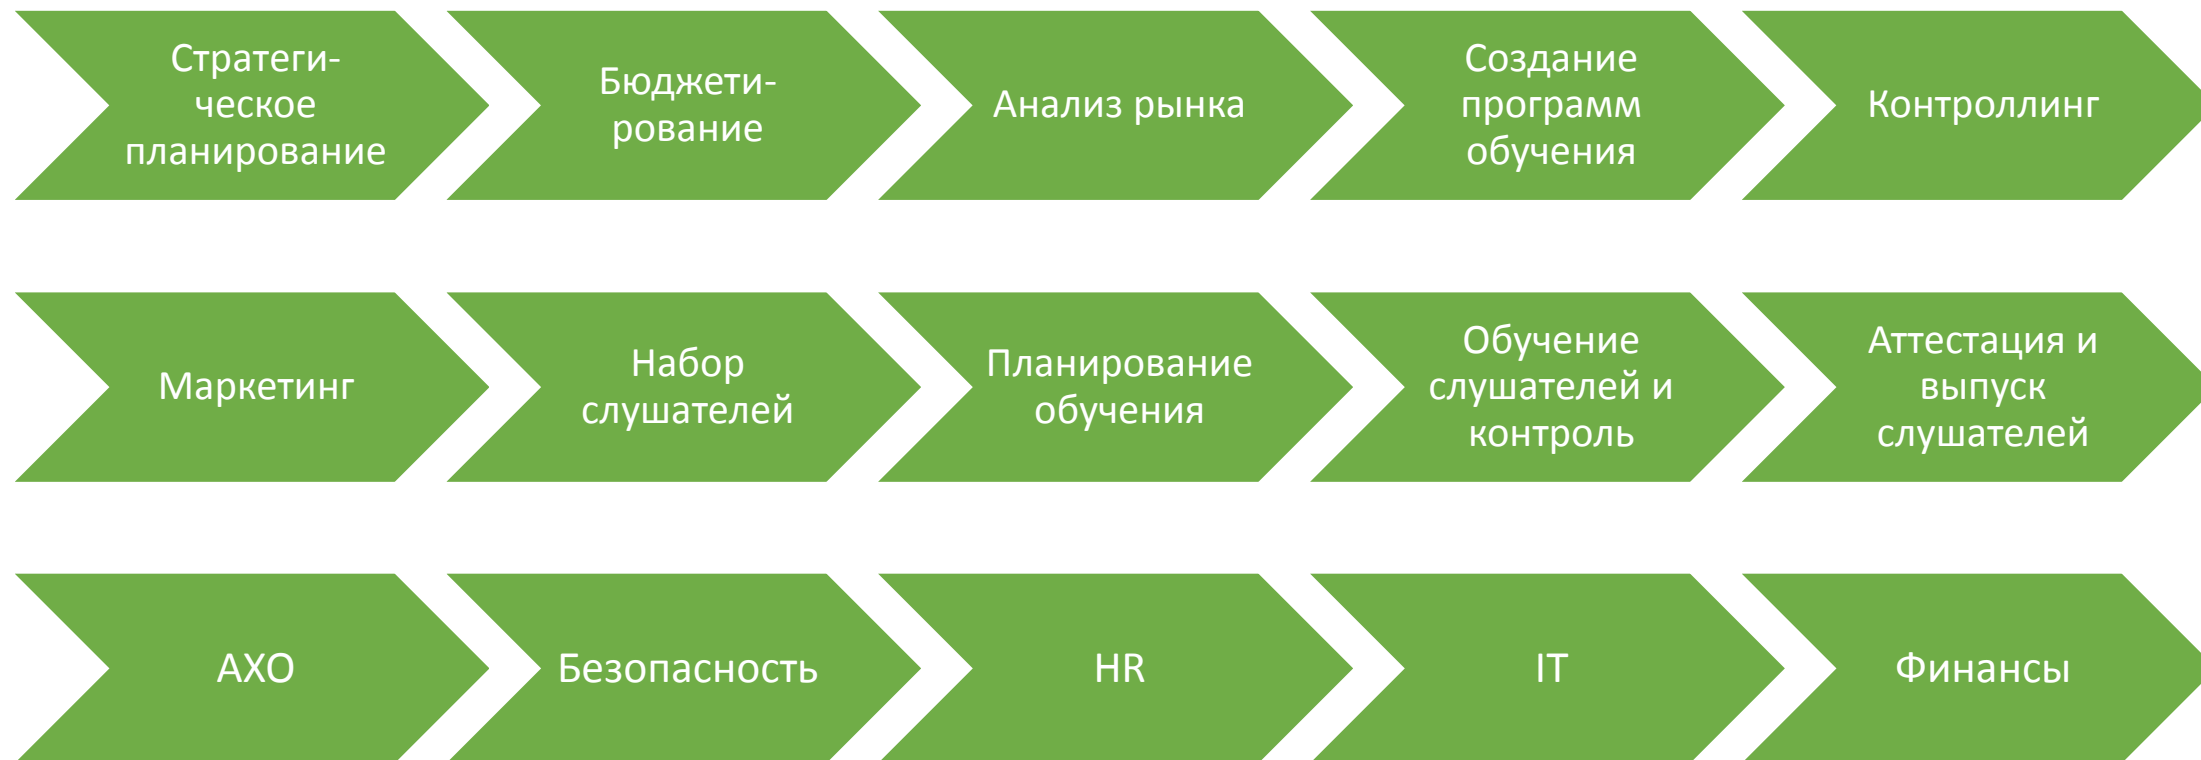 Стратеги-
ческое
планирование
Бюджети-
рование
Анализ рынка
Создание
программ
обучения
Контроллинг
Маркетинг
Набор
слушателей
Планирование
обучения
Обучение
слушателей и
контроль
Аттестация и
выпуск
слушателей
АХО
Безопасность
HR
IT
Финансы